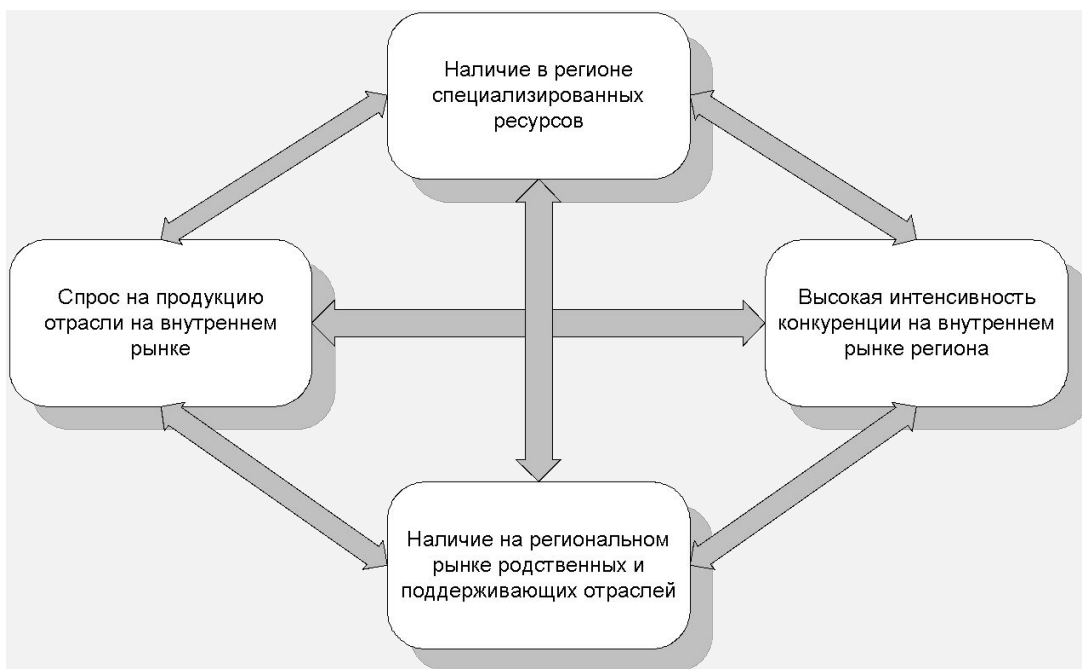 Наличие в регионе
специализированных
ресурсов
Спрос на продукцию
отрасли на внутреннем
рынке
Высокая интенсивность
конкуренции на внутреннем
рынке региона
Наличие на региональном
рынке родственных и
поддерживающих отраслей